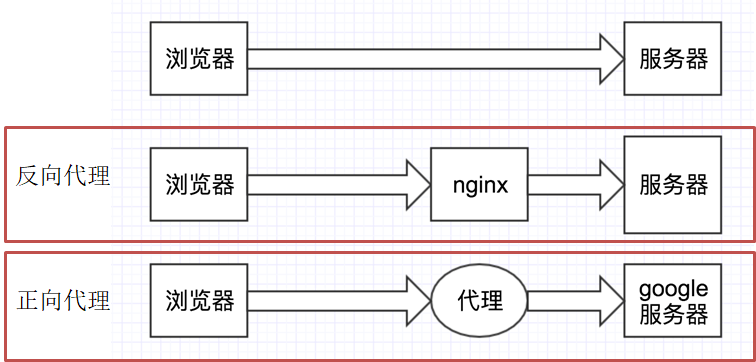 浏览器
服务器
反向代理
浏览器
nginx
服务器
正向代理
浏览器
代理
google
服务器